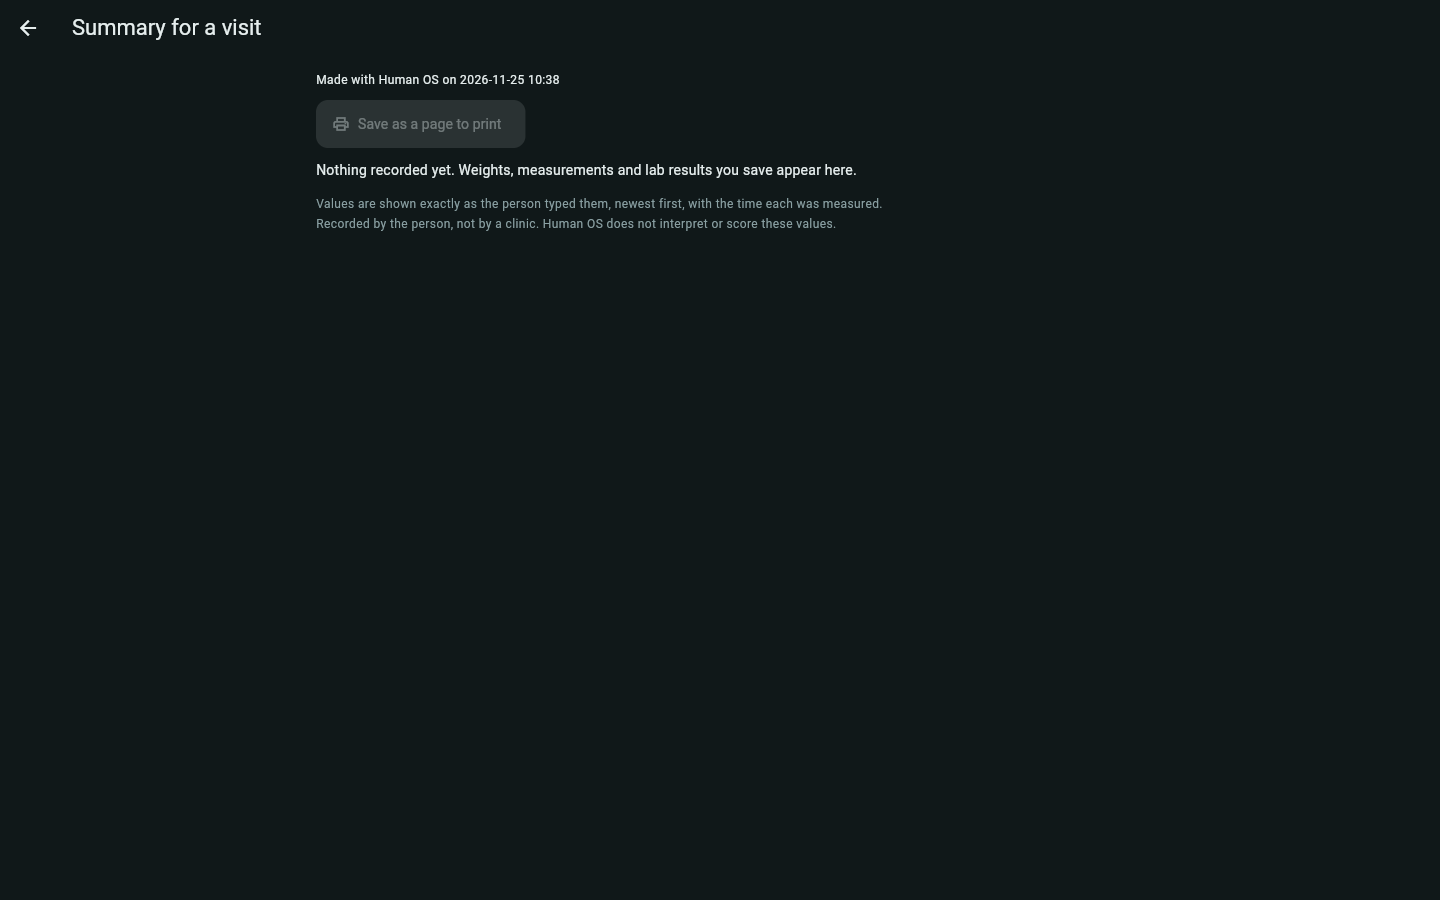 Summary for a visit
Made with Human OS on 2026-11-25 10:38
Save as a page to print
Nothing recorded yet. Weights, measurements and lab results you save appear here.
Values are shown exactly as the person typed them, newest first, with the time each was measured.
Recorded by the person, not by a clinic. Human OS does not interpret or score these values.